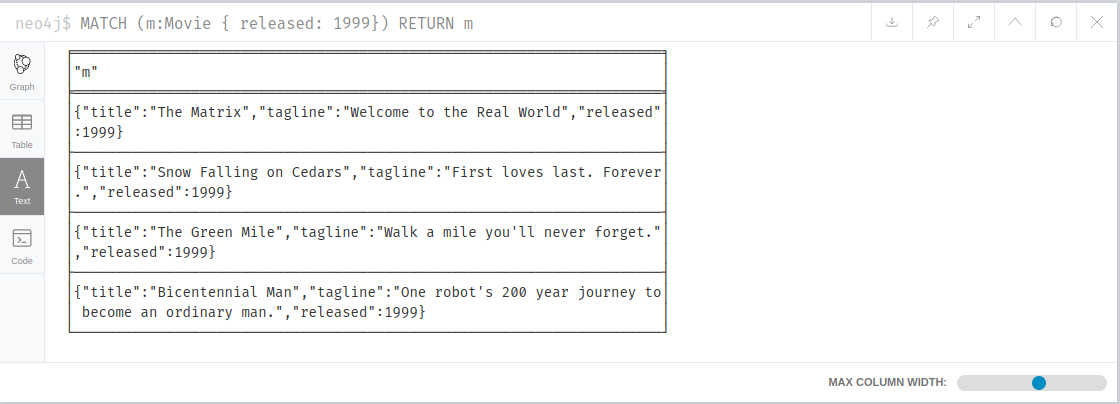 neo4j$ MATCH (m:Movie { released: 1999}) RETURN m
Graph
Table
Text
Code
"m"
{"title":"The Matrix","tagline":"Welcome to the Real World","released"
:1999}
{"title":"Snow Falling on Cedars","tagline":"First loves last. Forever
.","released":1999}
{"title":"The Green Mile","tagline":"Walk a mile you'll never forget."
,"released":1999}
{"title":"Bicentennial Man","tagline":"One robot's 200 year journey to
become an ordinary man.","released":1999}
MAX COLUMN WIDTH: